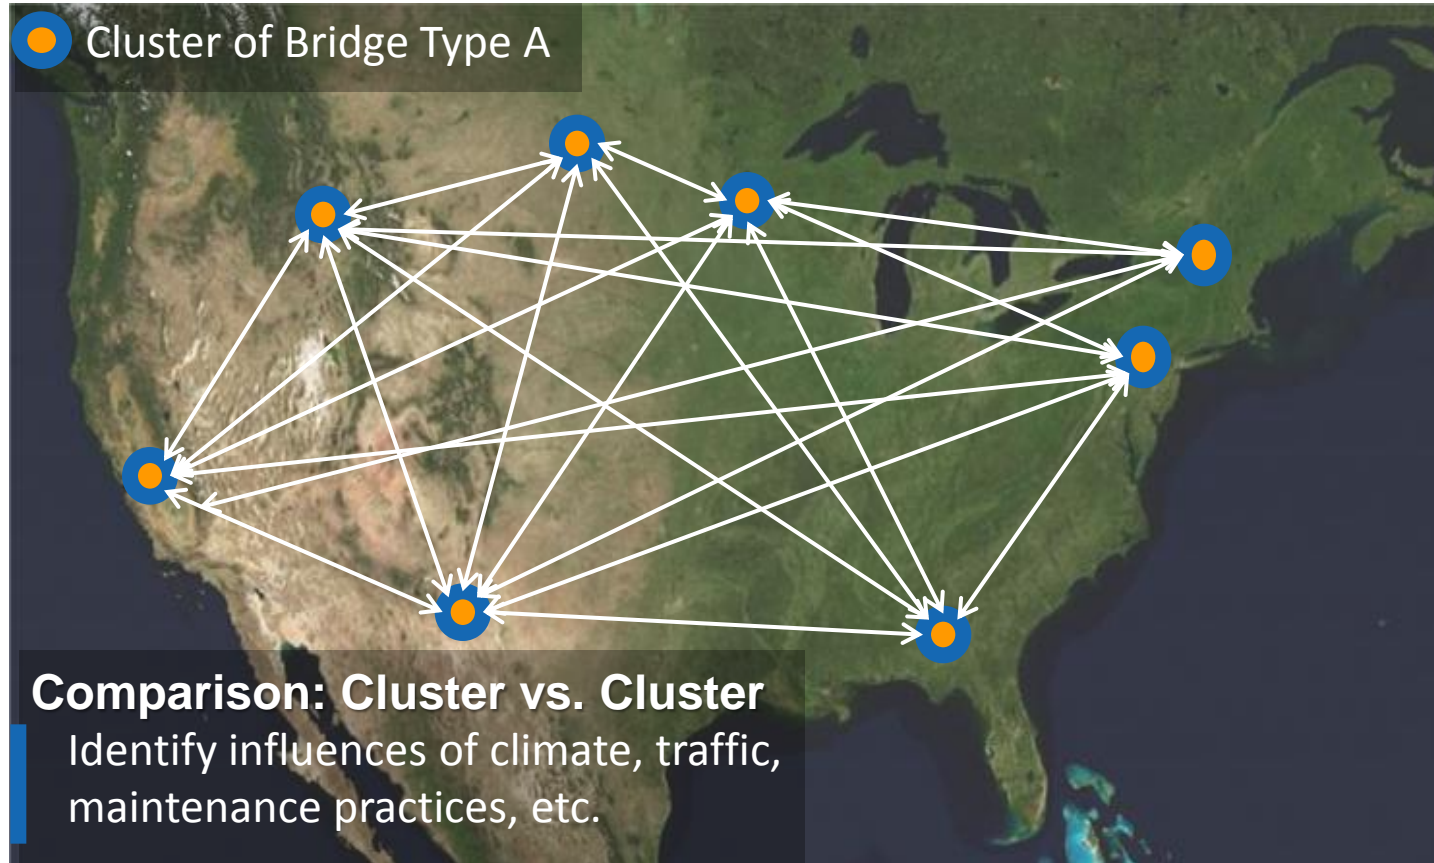 Cluster of Bridge Type A
Comparison: Cluster vs. Cluster
Identify influences of climate, traffic,
maintenance practices, etc.